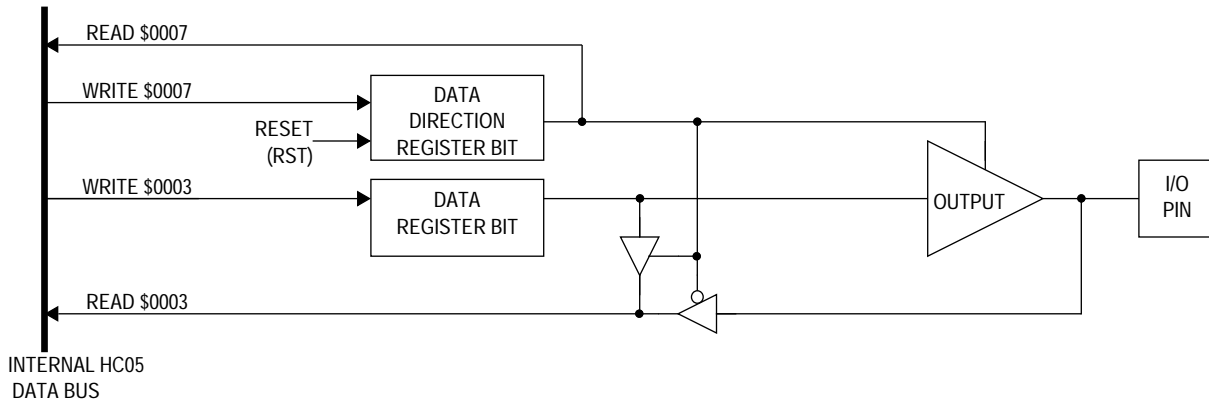 READ $0007
WRITE $0007
DATA
DIRECTION
REGISTER BIT
RESET
(RST)
WRITE $0003
DATA
REGISTER BIT
OUTPUT
I/O
PIN
READ $0003
INTERNAL HC05
DATA BUS